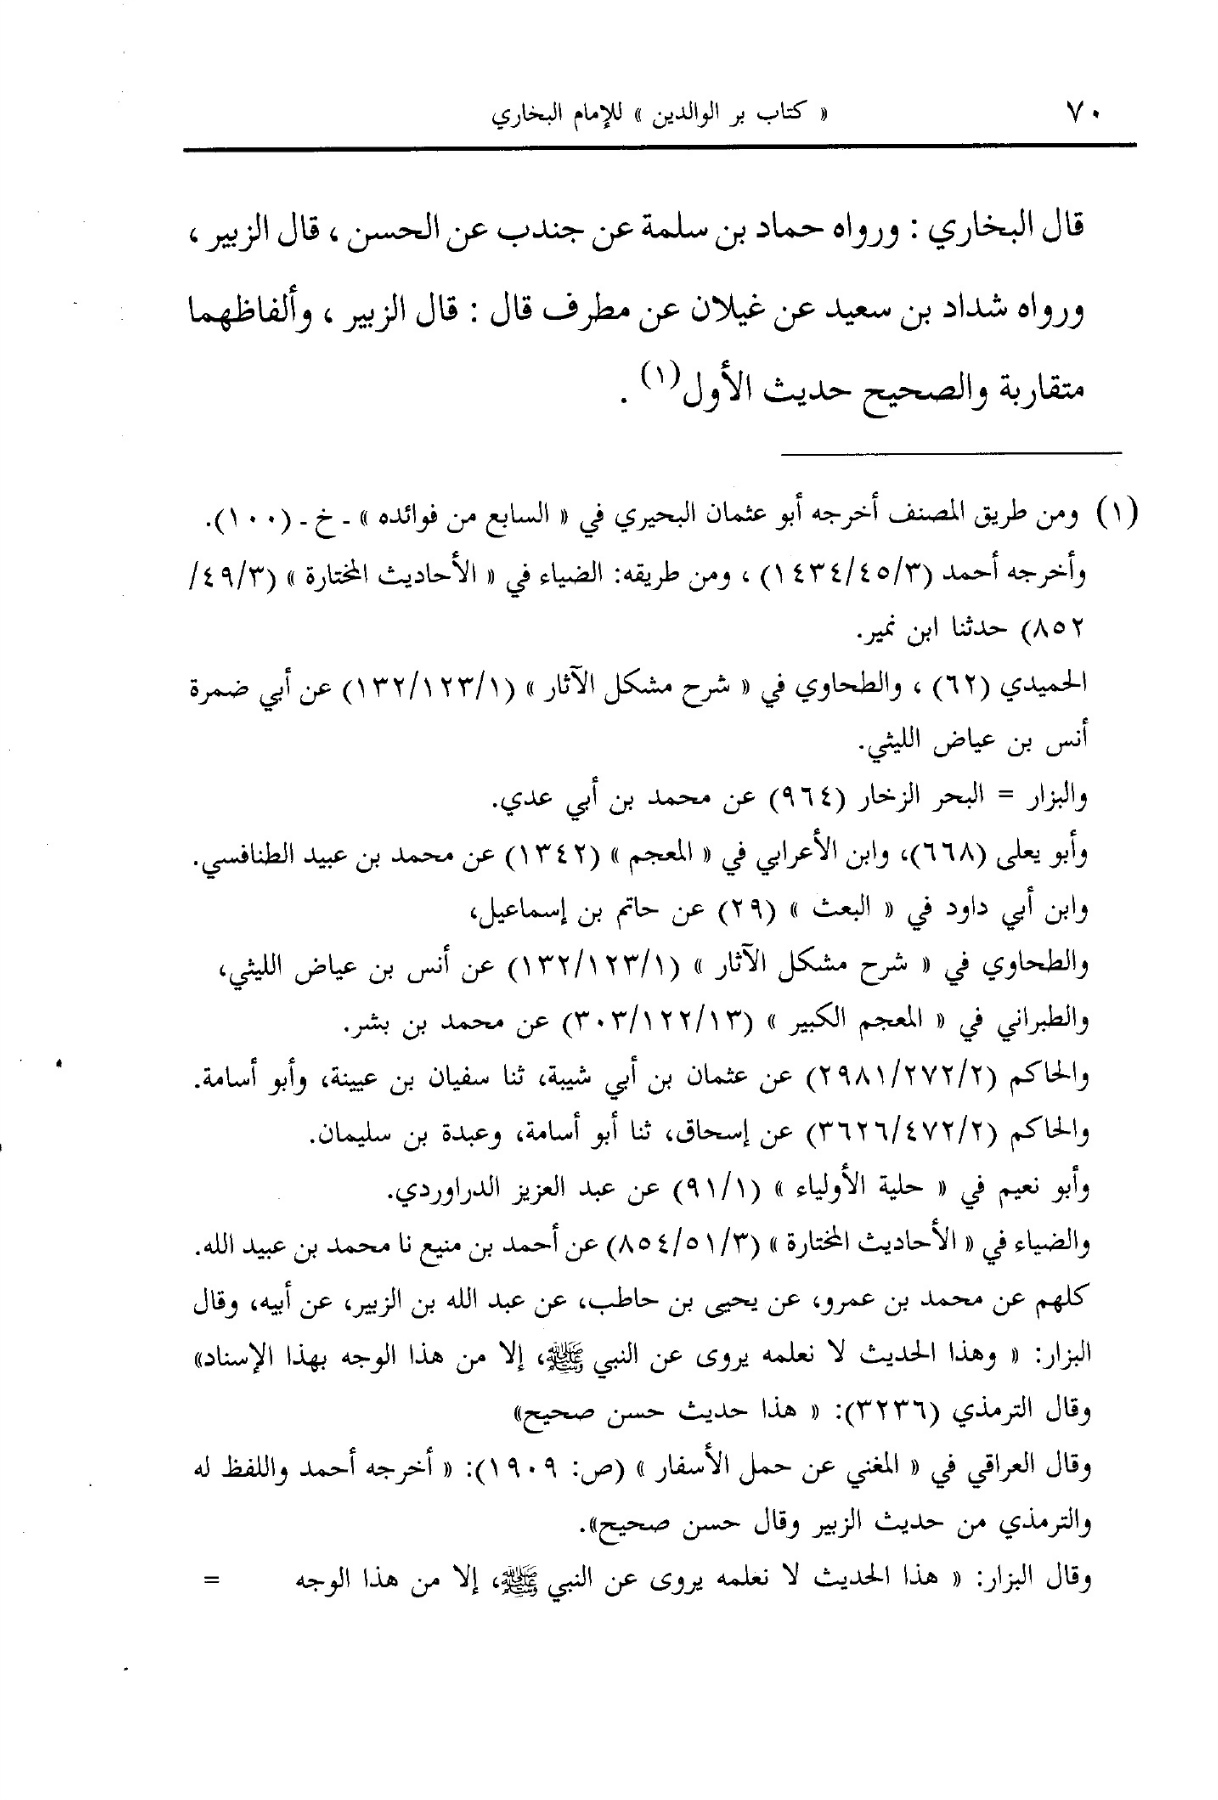 ٧٠ « كتاب بر الوالدين » للإمام البخاري
قال البخاري : ورواه حماد بن سلمة عن جندب عن الحسن ، قال الزبير ،
ورواه شداد بن سعيد عن غيلان عن مطرف قال : قال الزبير ، وألفاظهما
متقاربة والصحيح حديث الأول(١) .
(١) ومن طريق المصنف أخرجه أبو عثمان البحيري في « السابع من فوائده » ـ خ ـ (١٠٠).
وأخرجه أحمد (١٤٣٤/٤٥/٣) ، ومن طريقه: الضياء في « الأحاديث المختارة » (٤٩/٣/
٨٥٢) حدثنا ابن نمير.
الحميدي (٦٢) ، والطحاوي في « شرح مشكل الآثار » (١٣٢/١٢٣/١) عن أبي ضمرة
أنس بن عياض الليثي.
والبزار = البحر الزخار (٩٦٤) عن محمد بن أبي عدي.
وأبو يعلى (٦٦٨)، وابن الأعرابي في « المعجم » (١٣٤٢) عن محمد بن عبيد الطنافسي.
وابن أبي داود في « البعث » (٢٩) عن حاتم بن إسماعيل،
والطحاوي في « شرح مشكل الآثار » (١٣٢/١٢٣/١) عن أنس بن عياض الليثي،
والطبراني في « المعجم الكبير » (٣٠٣/١٢٢/١٣) عن محمد بن بشر.
والحاكم (٢٩٨١/٢٧٢/٢) عن عثمان بن أبي شيبة، ثنا سفيان بن عيينة، وأبو أسامة.
والحاكم (٣٦٢٦/٤٧٢/٢) عن إسحاق، ثنا أبو أسامة، وعبدة بن سليمان.
وأبو نعيم في « حلية الأولياء » (٩١/١) عن عبد العزيز الدراوردي.
والضياء في « الأحاديث المختارة » (٨٥٤/٥١/٣) عن أحمد بن منيع نا محمد بن عبيد الله.
كلهم عن محمد بن عمرو، عن يحيى بن حاطب، عن عبد الله بن الزبير، عن أبيه، وقال
البزار: « وهذا الحديث لا نعلمه يروى عن النبي ﷺ، إلا من هذا الوجه بهذا الإسناد»
وقال الترمذي (٣٢٣٦): « هذا حديث حسن صحيح»
وقال العراقي في « المغني عن حمل الأسفار » (ص: ١٩٠٩): « أخرجه أحمد واللفظ له
والترمذي من حديث الزبير وقال حسن صحيح».
وقال البزار: « هذا الحديث لا نعلمه يروى عن النبي ﷺ، إلا من هذا الوجه =